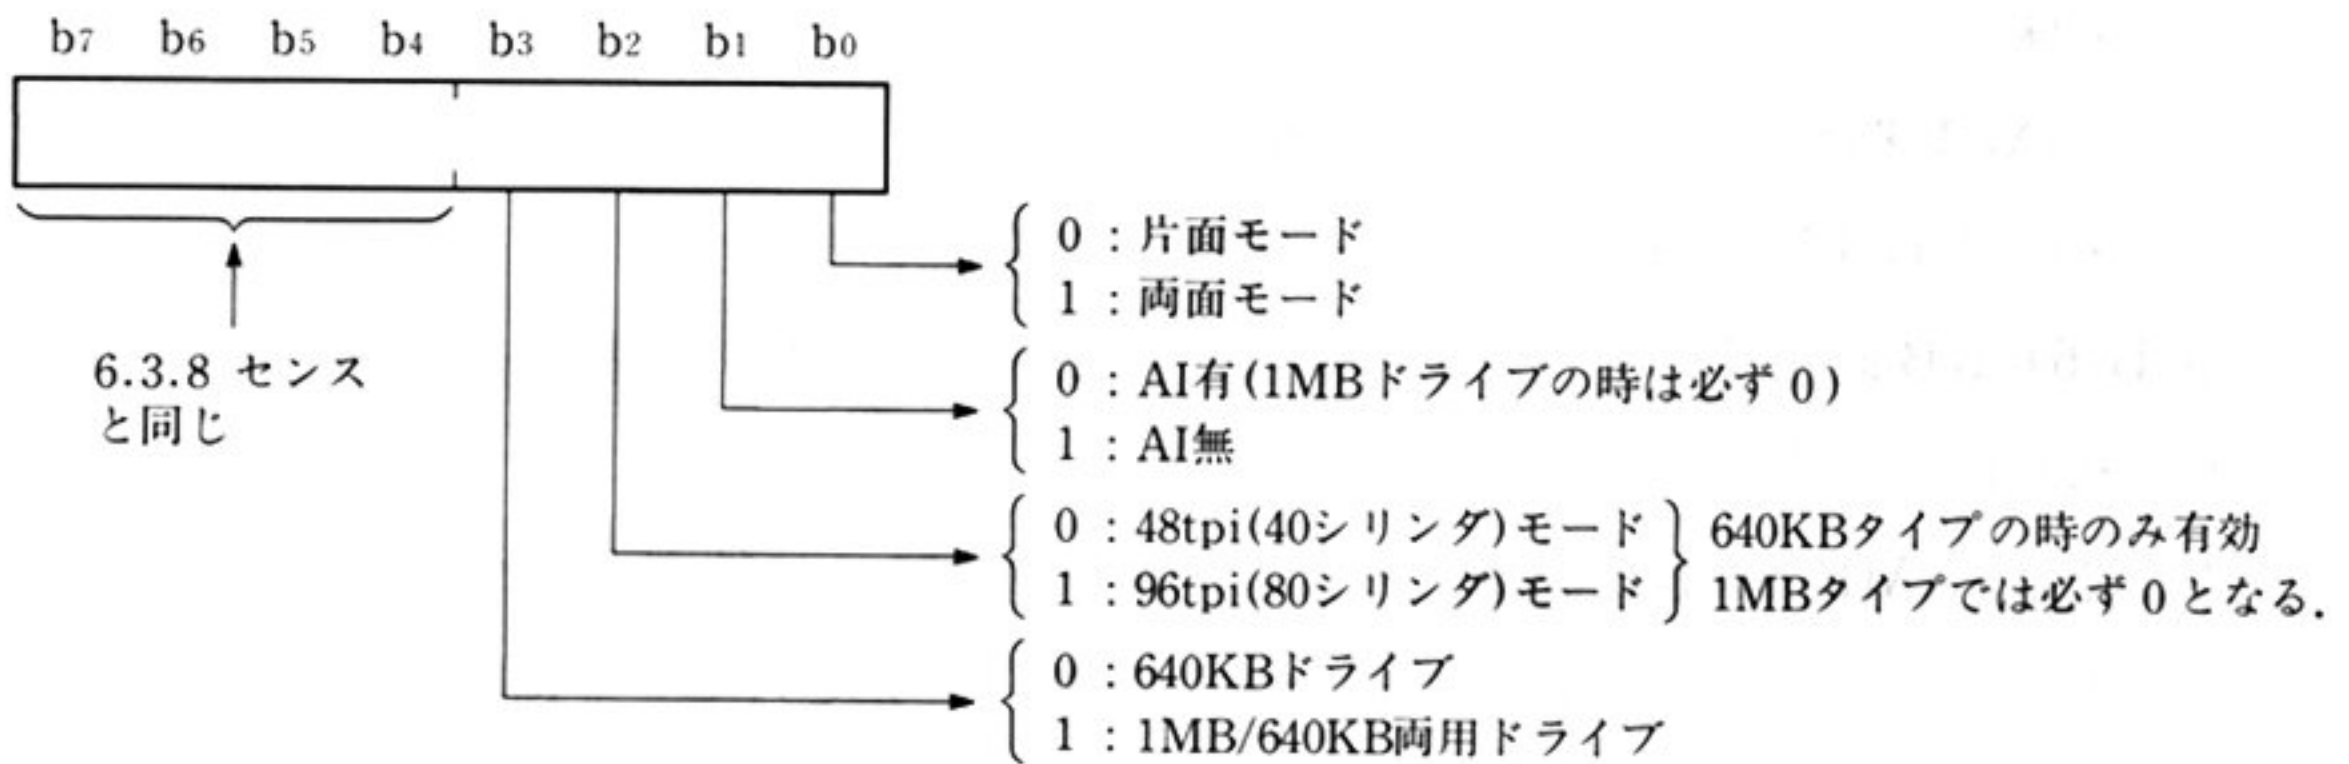 b7 b6 b5 b4 b3 b2 b1 b0
0：片面モード
1：両面モード
6.3.8 センス
と同じ
0：AI有(1MBドライブの時は必ず0)
1：AI無
0：48tpi(40シリンダ)モード
1：96tpi(80シリンダ)モード
640KBタイプの時のみ有効
1MBタイプでは必ず0となる.
0：640KBドライブ
1：1MB/640KB両用ドライブ